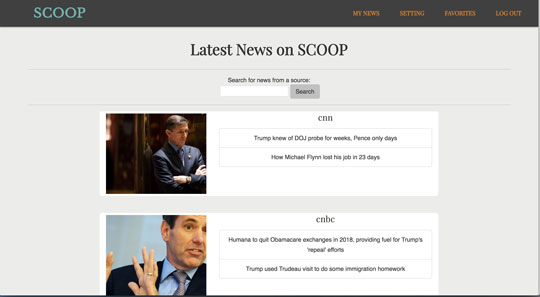 SCOOP
MY NEWS SETTING FAVORITES LOG OUT
Latest News on SCOOP
Search for news from a source:
Search
cnn
Trump knew of DOJ probe for weeks, Pence only days
How Michael Flynn lost his job in 23 days
cnbc
Humana to quit Obamacare exchanges in 2018, providing fuel for Trump's
'repeal' efforts
Trump used Trudeau visit to do some immigration homework